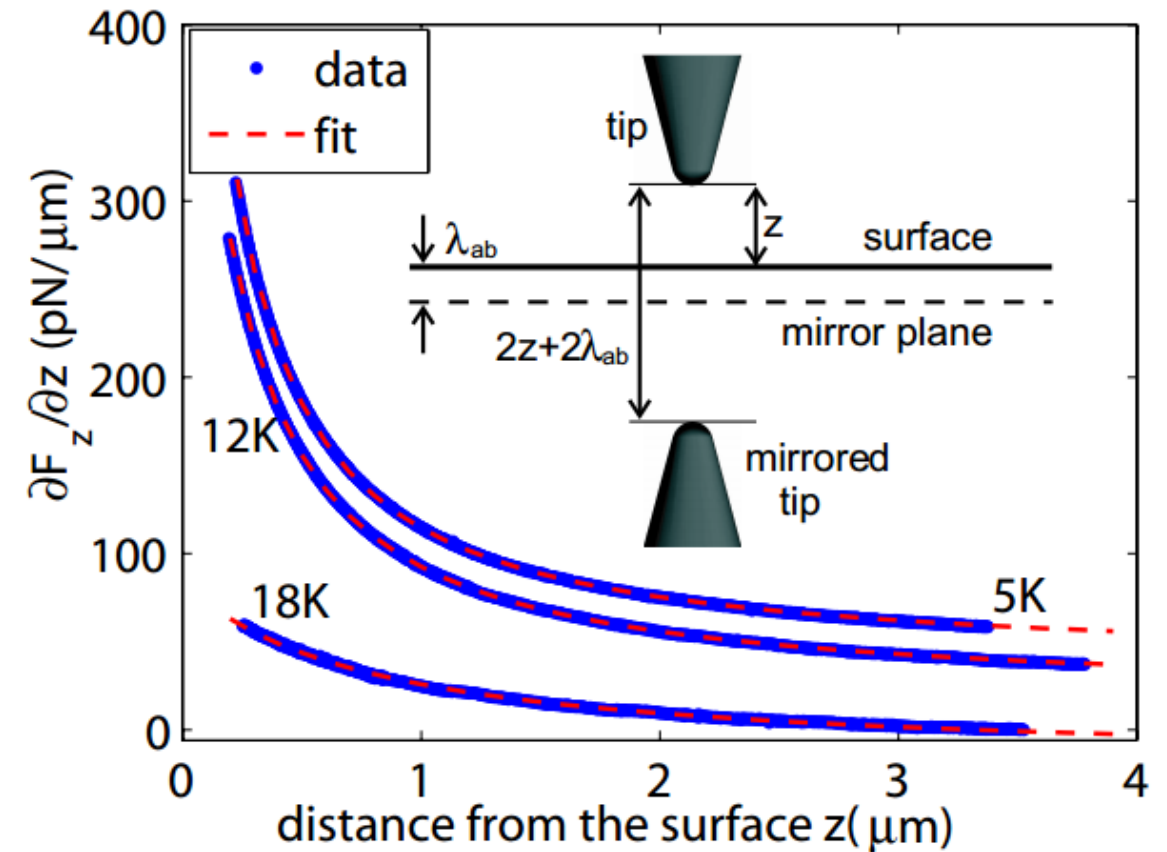 400
300
200
100
0
∂F_z/∂z (pN/μm)
data
fit
tip
z
λab
surface
mirror plane
2z+2λab
mirrored
tip
12K
18K
5K
0 1 2 3 4
distance from the surface z(μm)